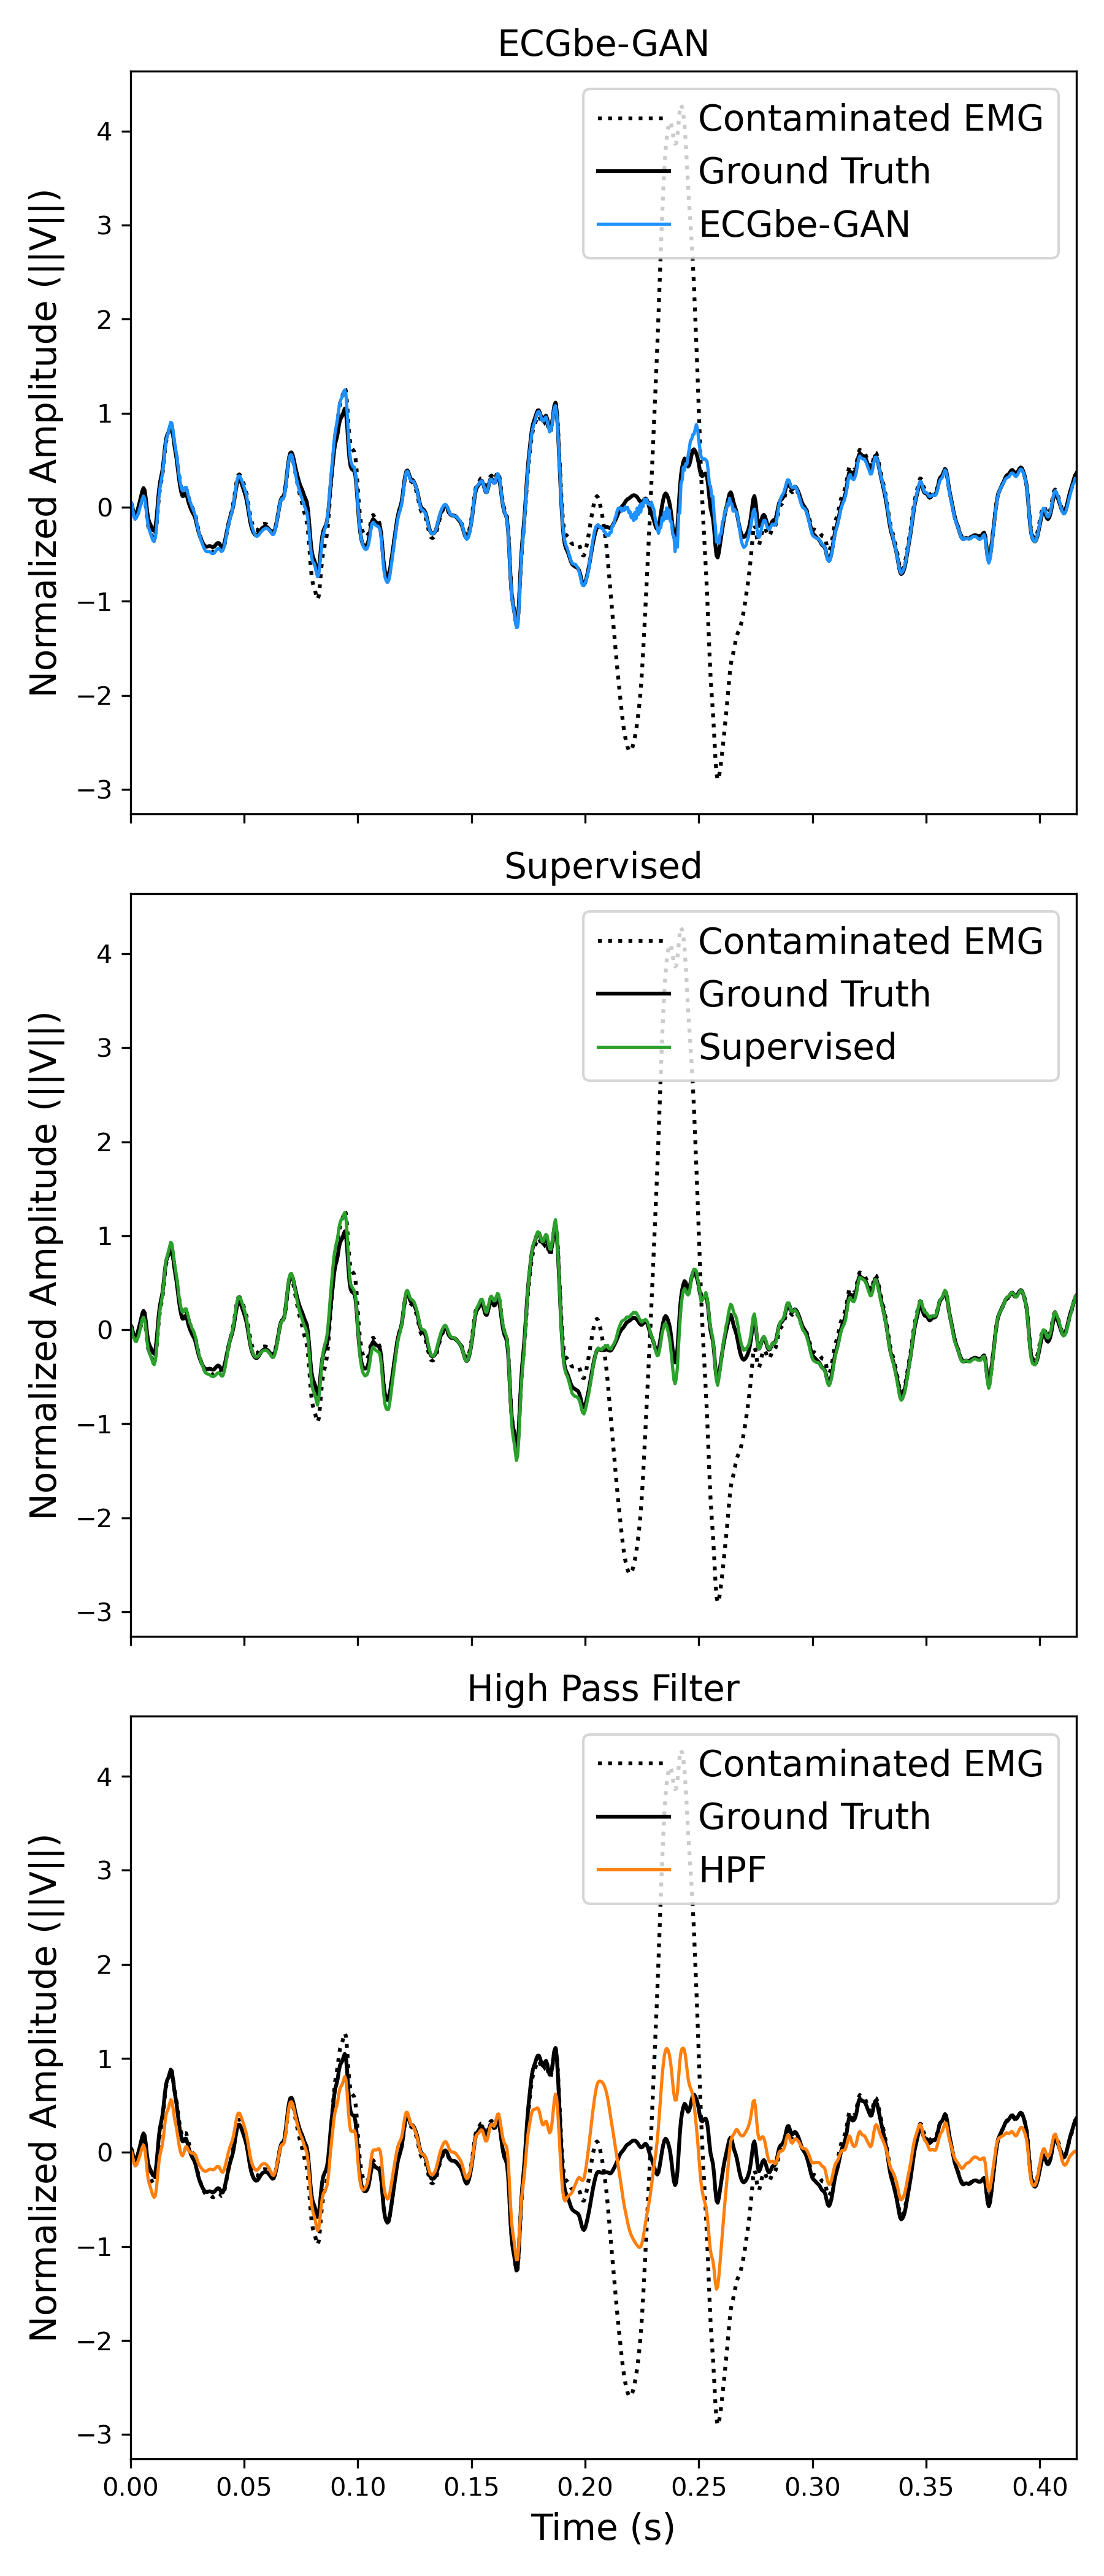 ECGbe-GAN
Normalized Amplitude (||V||)
4
3
2
1
0
−1
−2
−3
Contaminated EMG
Ground Truth
ECGbe-GAN
Supervised
Normalized Amplitude (||V||)
4
3
2
1
0
−1
−2
−3
Contaminated EMG
Ground Truth
Supervised
High Pass Filter
Normalized Amplitude (||V||)
4
3
2
1
0
−1
−2
−3
Contaminated EMG
Ground Truth
HPF
0.00 0.05 0.10 0.15 0.20 0.25 0.30 0.35 0.40
Time (s)